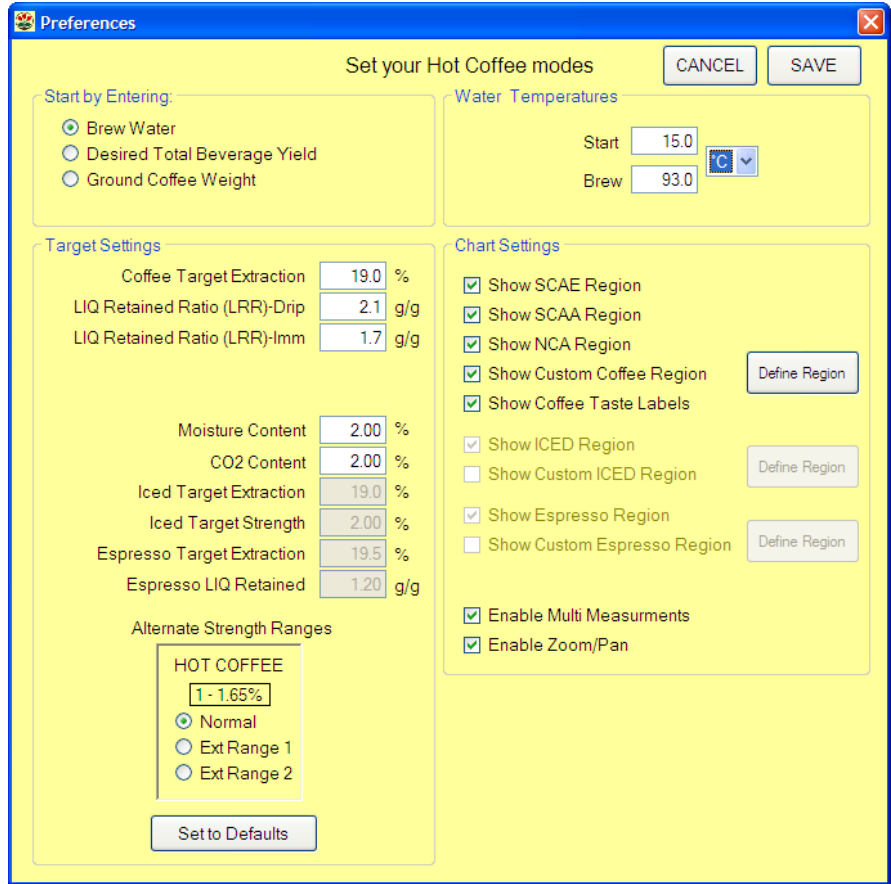 Preferences
Set your Hot Coffee modes
CANCEL
SAVE
Start by Entering:
Brew Water
Desired Total Beverage Yield
Ground Coffee Weight
Water Temperatures
Start 15.0
°C
Brew 93.0
Target Settings
Coffee Target Extraction 19.0 %
LIQ Retained Ratio (LRR)-Drip 2.1 g/g
LIQ Retained Ratio (LRR)-Imm 1.7 g/g
Moisture Content 2.00 %
CO2 Content 2.00 %
Iced Target Extraction 19.0 %
Iced Target Strength 2.00 %
Espresso Target Extraction 19.5 %
Espresso LIQ Retained 1.20 g/g
Alternate Strength Ranges
HOT COFFEE
1 - 1.65%
Normal
Ext Range 1
Ext Range 2
Set to Defaults
Chart Settings
Show SCAE Region
Show SCAA Region
Show NCA Region
Show Custom Coffee Region
Define Region
Show Coffee Taste Labels
Show ICED Region
Show Custom ICED Region
Define Region
Show Espresso Region
Show Custom Espresso Region
Define Region
Enable Multi Measurments
Enable Zoom/Pan